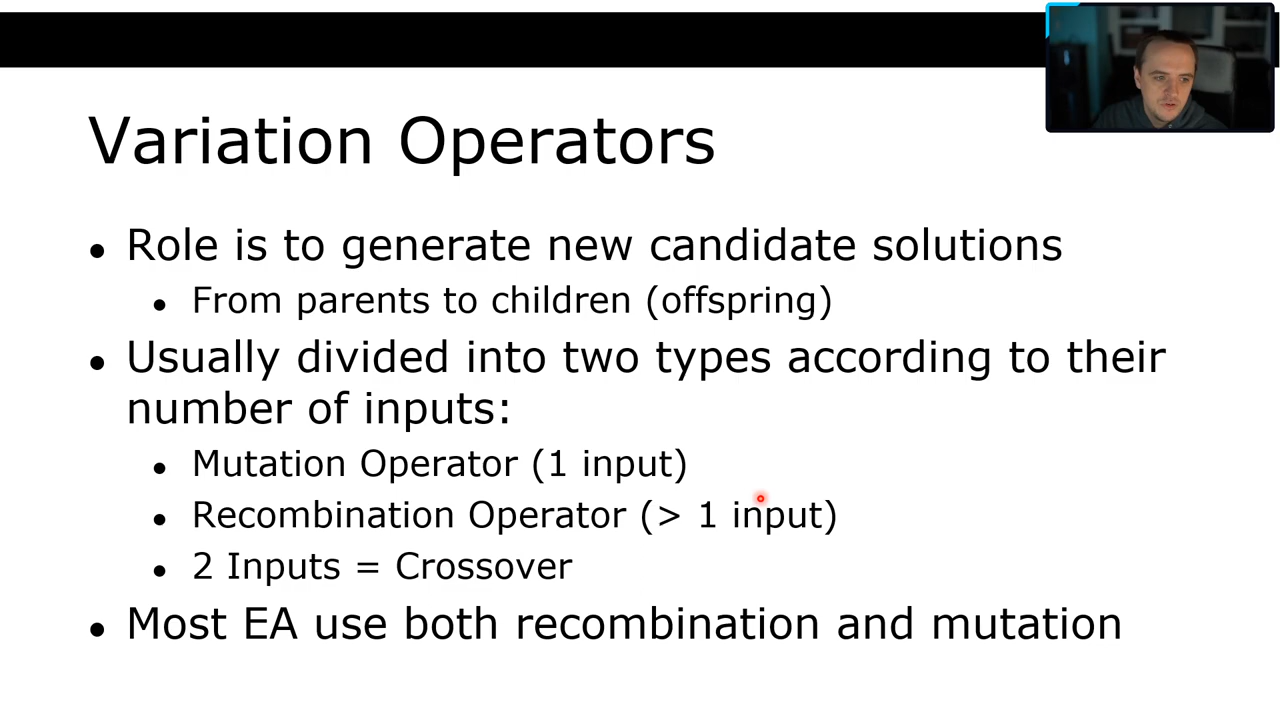 Variation Operators
● Role is to generate new candidate solutions
● From parents to children (offspring)
● Usually divided into two types according to their
number of inputs:
● Mutation Operator (1 input)
● Recombination Operator (> 1 input)
● 2 Inputs = Crossover
● Most EA use both recombination and mutation